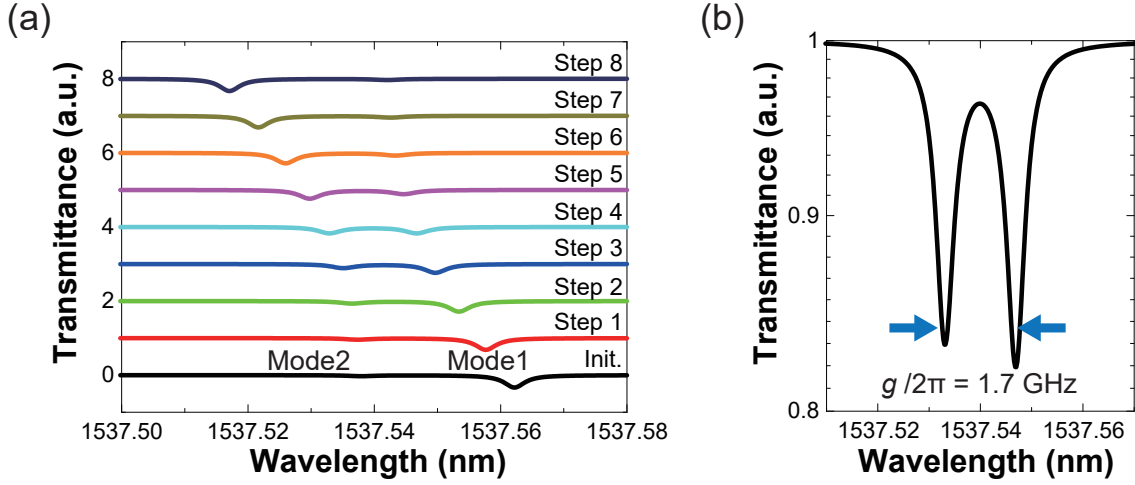 (a)
Transmittance (a.u.)
8
6
4
2
0
Step 8
Step 7
Step 6
Step 5
Step 4
Step 3
Step 2
Step 1
Mode2
Mode1
Init.
1537.50
1537.52
1537.54
1537.56
1537.58
Wavelength (nm)
(b)
Transmittance (a.u.)
1
0.9
0.8
g /2π = 1.7 GHz
1537.52
1537.54
1537.56
Wavelength (nm)